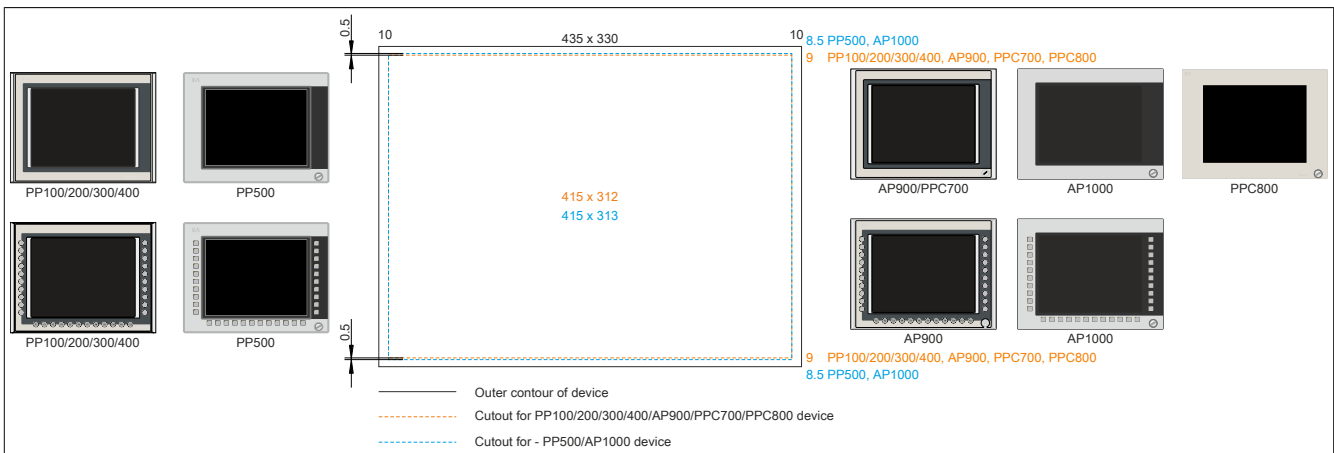 0.5
10
435 x 330
10
8.5 PP500, AP1000
9 PP100/200/300/400, AP900, PPC700, PPC800
PP100/200/300/400
PP500
AP900/PPC700
AP1000
PPC800
415 x 312
415 x 313
PP100/200/300/400
PP500
0.5
AP900
AP1000
9 PP100/200/300/400, AP900, PPC700, PPC800
8.5 PP500, AP1000
Outer contour of device
Cutout for PP100/200/300/400/AP900/PPC700/PPC800 device
Cutout for - PP500/AP1000 device